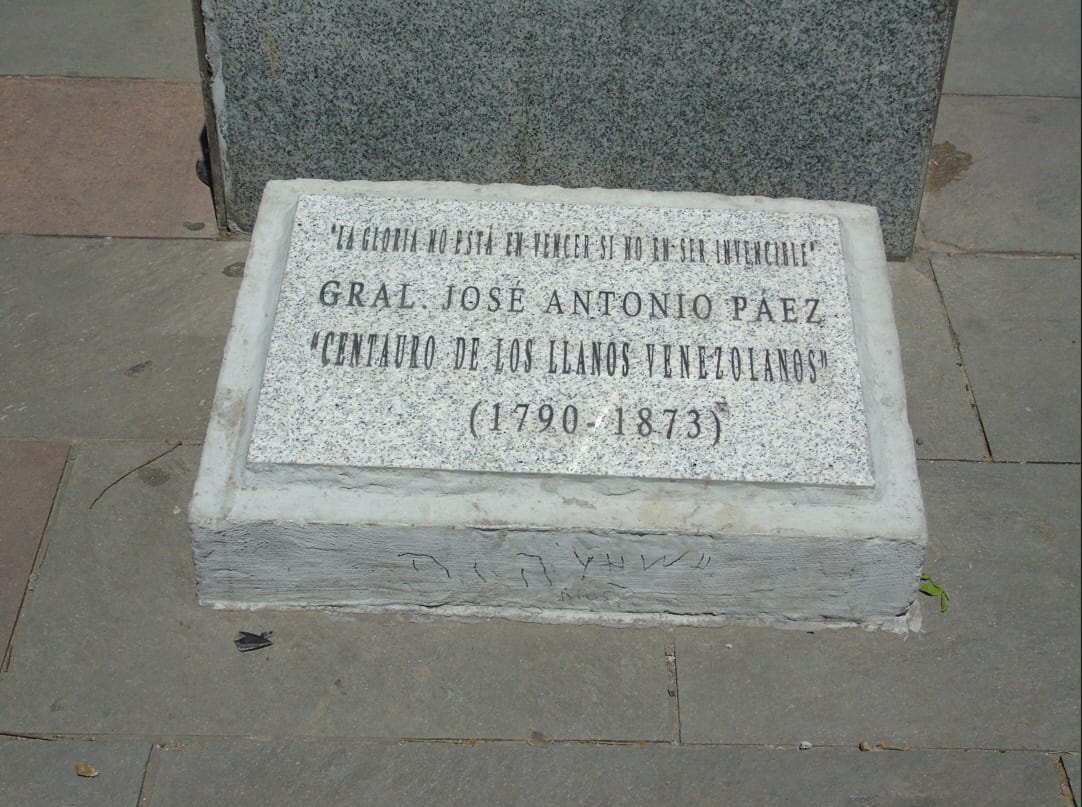 "LA GLORIA NO ESTÁ EN VENCER SI NO EN SER INVENCIBLE"
GRAL. JOSÉ ANTONIO PÁEZ
"CENTAURO DE LOS LLANOS VENEZOLANOS"
(1790-1873)